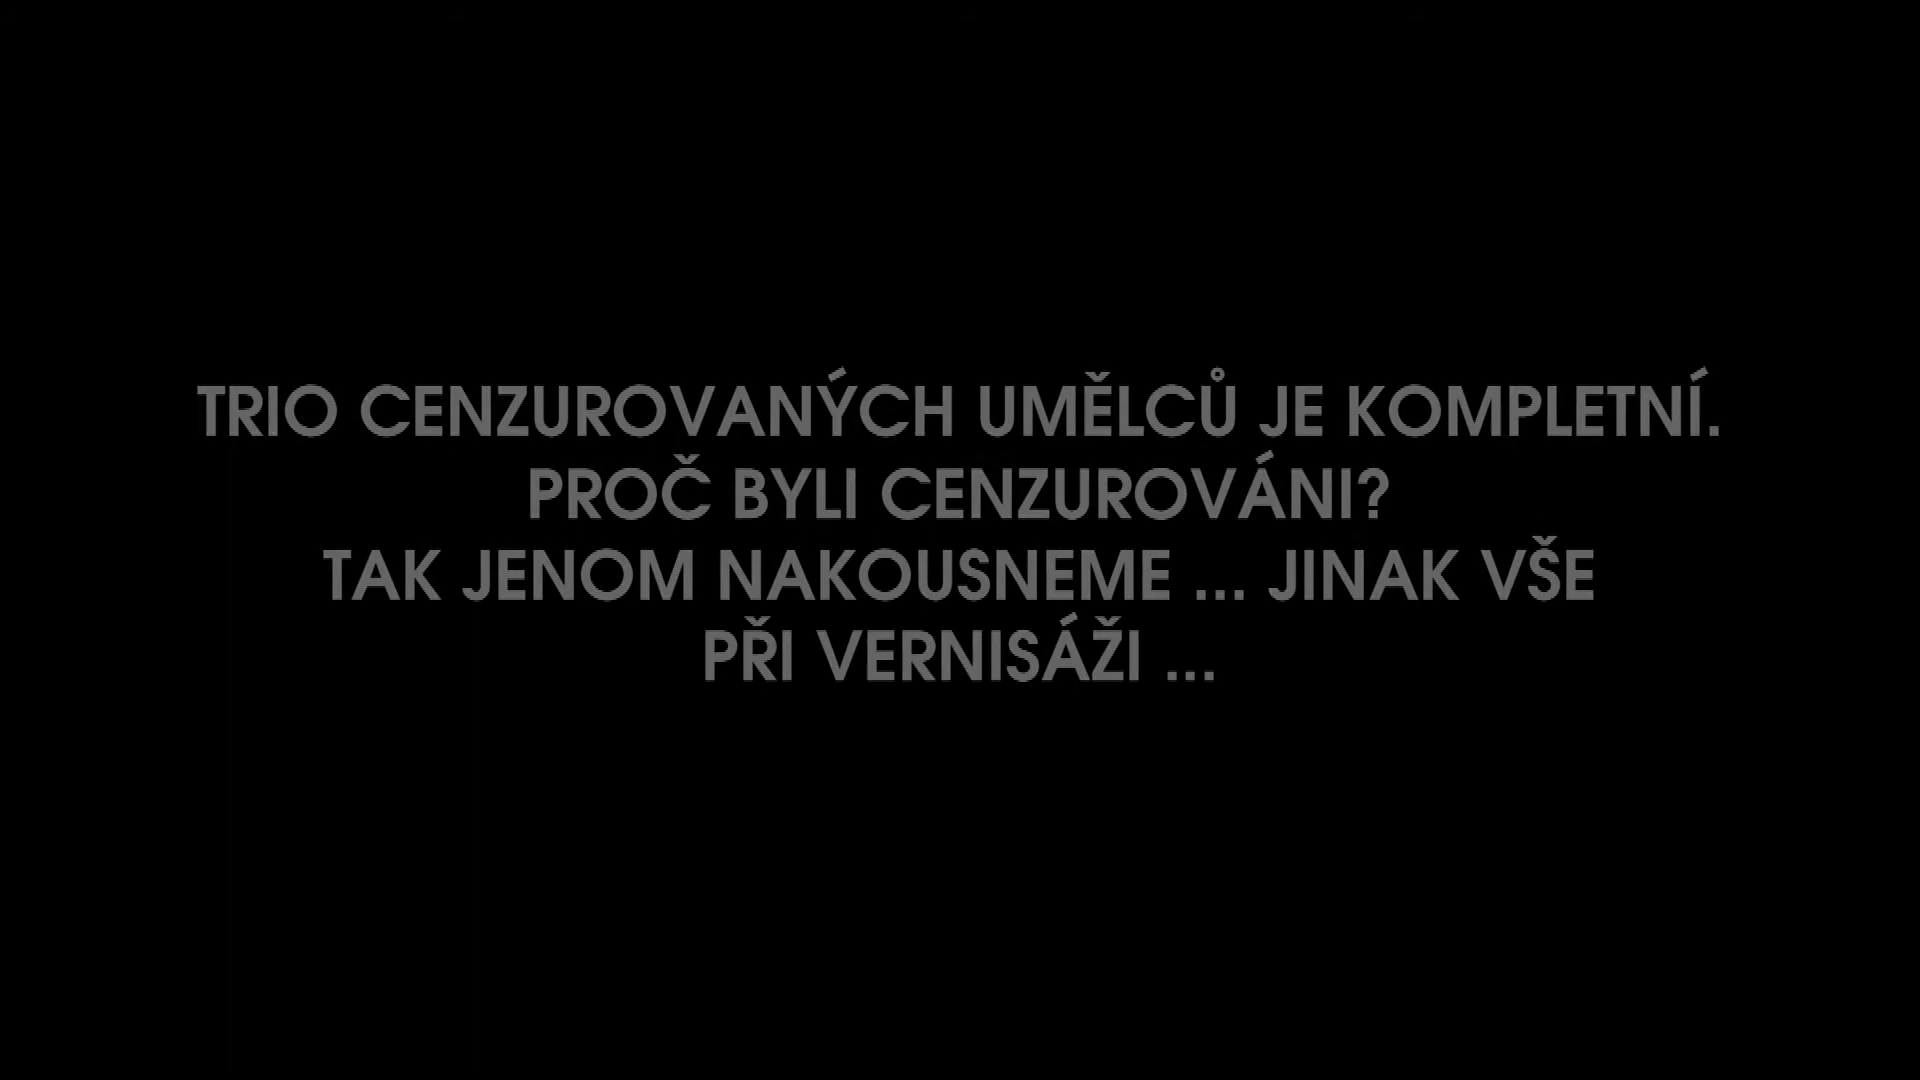 TRIO CENZUROVANÝCH UMĚLCŮ JE KOMPLETNÍ.
PROČ BYLI CENZUROVÁNI?
TAK JENOM NAKOUSNEME ... JINAK VŠE
PŘI VERNISÁŽI ...